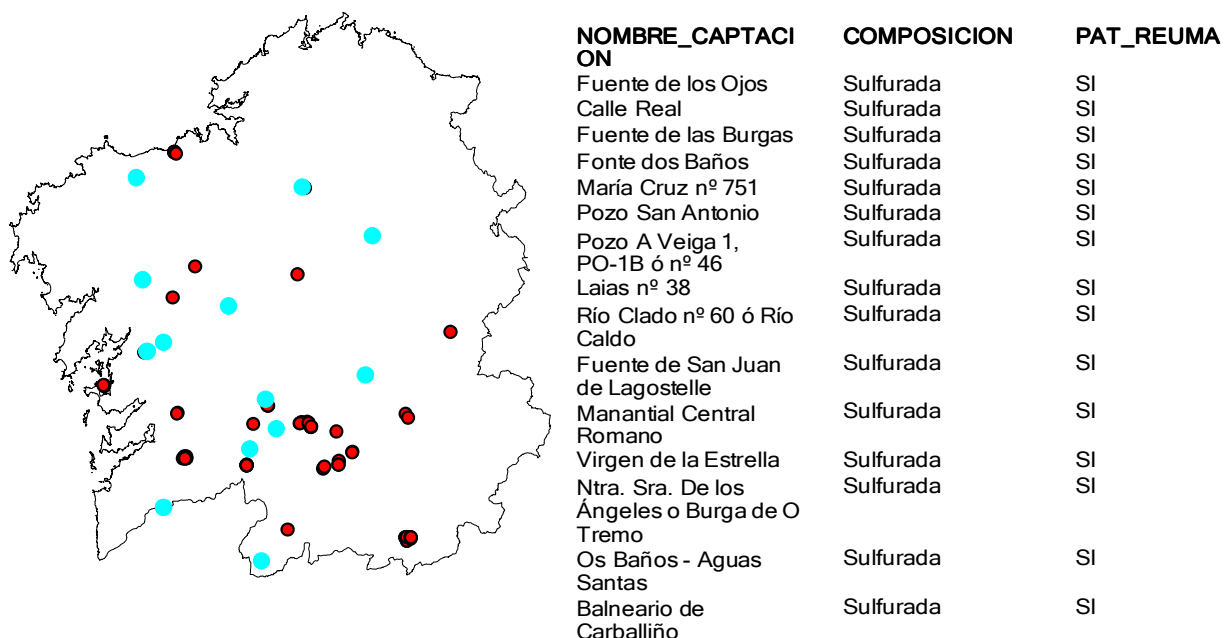 NOMBRE_CAPTACI COMPOSICION PAT_REUMA
ON
Fuente de los Ojos Sulfurada SI
Calle Real Sulfurada SI
Fuente de las Burgas Sulfurada SI
Fonte dos Baños Sulfurada SI
María Cruz nº 751 Sulfurada SI
Pozo San Antonio Sulfurada SI
Pozo A Veiga 1, Sulfurada SI
PO-1B ó nº 46
Laias nº 38 Sulfurada SI
Río Clado nº 60 ó Río Sulfurada SI
Caldo
Fuente de San Juan Sulfurada SI
de Lagostelle
Manantial Central Sulfurada SI
Romano
Virgen de la Estrella Sulfurada SI
Ntra. Sra. De los Sulfurada SI
Ángeles o Burga de O
Tremo
Os Baños - Aguas Sulfurada SI
Santas
Balneario de Sulfurada SI
Carballiño